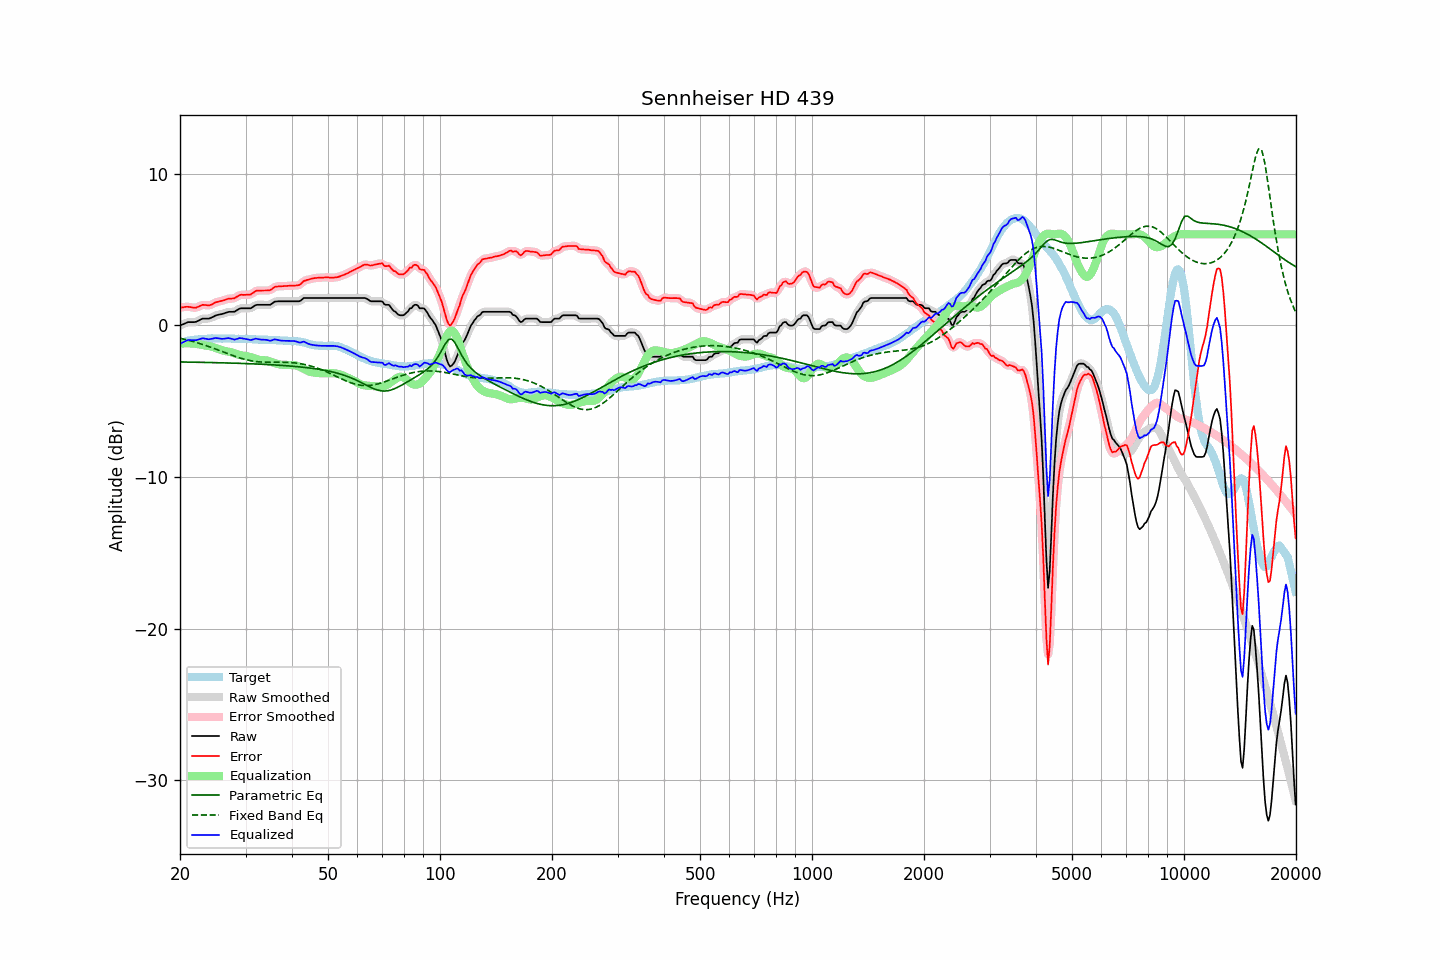 Sennheiser HD 439
Amplitude (dBr)
10
0
−10
−20
−30
Target
Raw Smoothed
Error Smoothed
Raw
Error
Equalization
Parametric Eq
Fixed Band Eq
Equalized
20 50 100 200 500 1000 2000 5000 10000 20000
Frequency (Hz)